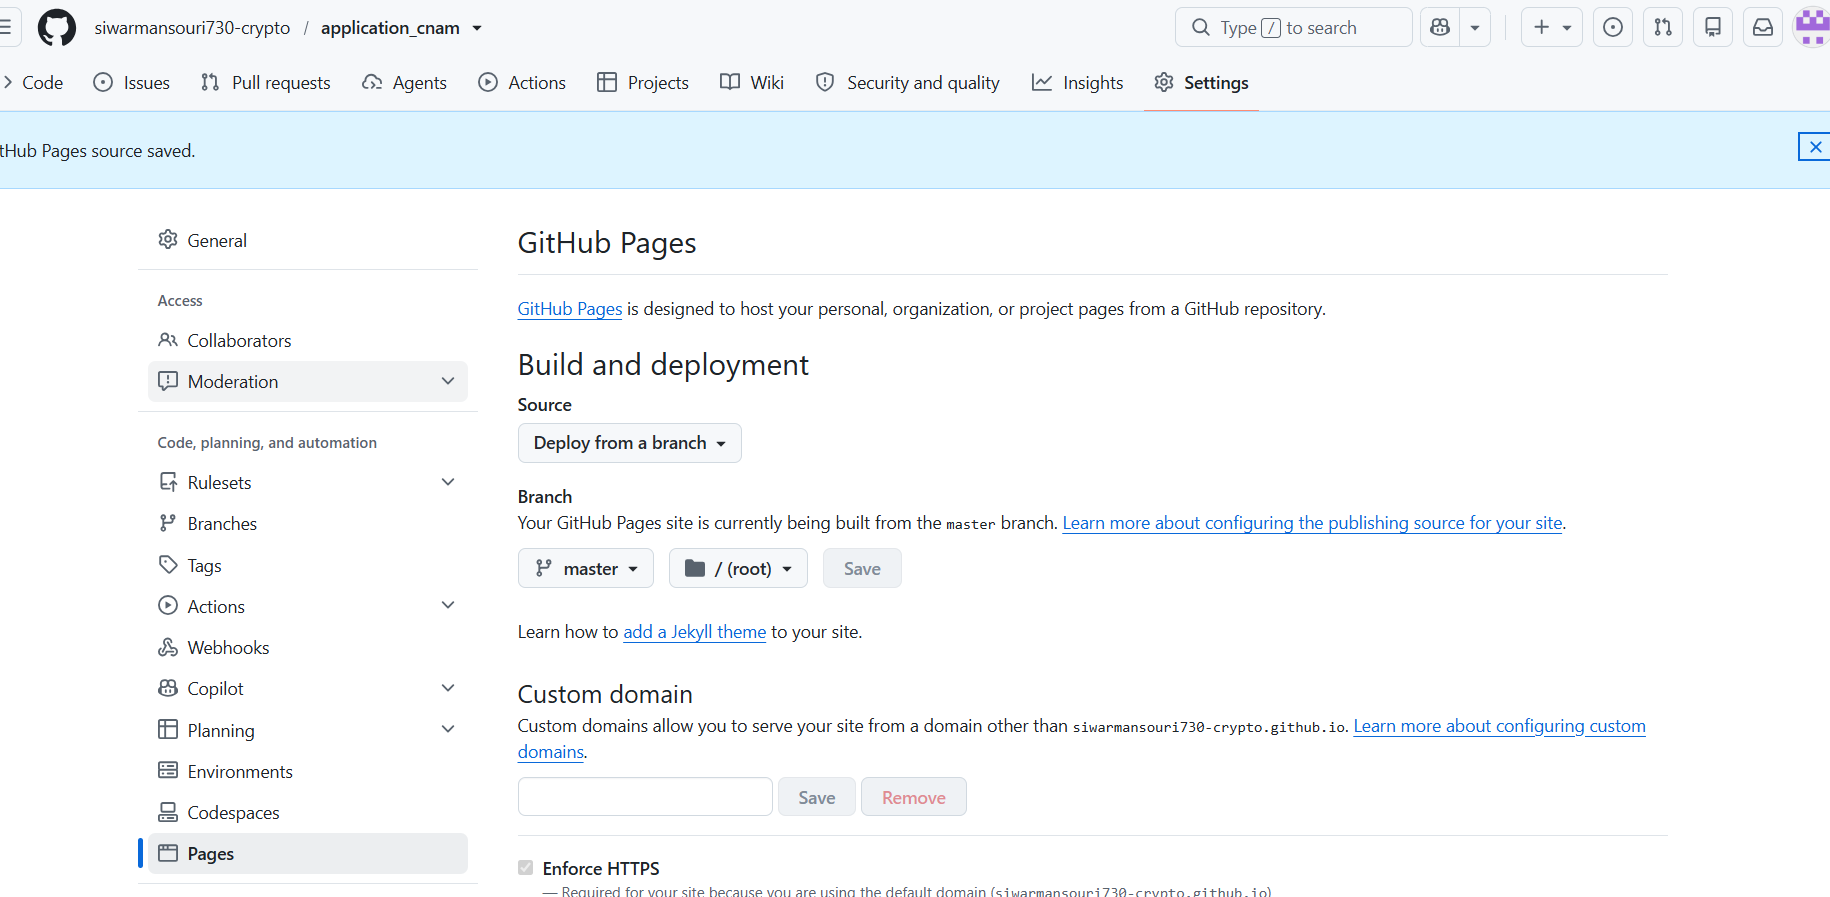 siwarmansouri730-crypto / application_cnam
Type / to search
Code Issues Pull requests Agents Actions Projects Wiki Security and quality Insights Settings
tHub Pages source saved.
General
Access
Collaborators
Moderation
Code, planning, and automation
Rulesets
Branches
Tags
Actions
Webhooks
Copilot
Planning
Environments
Codespaces
Pages
GitHub Pages
GitHub Pages is designed to host your personal, organization, or project pages from a GitHub repository.
Build and deployment
Source
Deploy from a branch
Branch
Your GitHub Pages site is currently being built from the master branch. Learn more about configuring the publishing source for your site.
master / (root) Save
Learn how to add a Jekyll theme to your site.
Custom domain
Custom domains allow you to serve your site from a domain other than siwarmansouri730-crypto.github.io. Learn more about configuring custom
domains.
Save Remove
Enforce HTTPS
— Required for your site because you are using the default domain (siwarmansouri730-crypto.github.io)